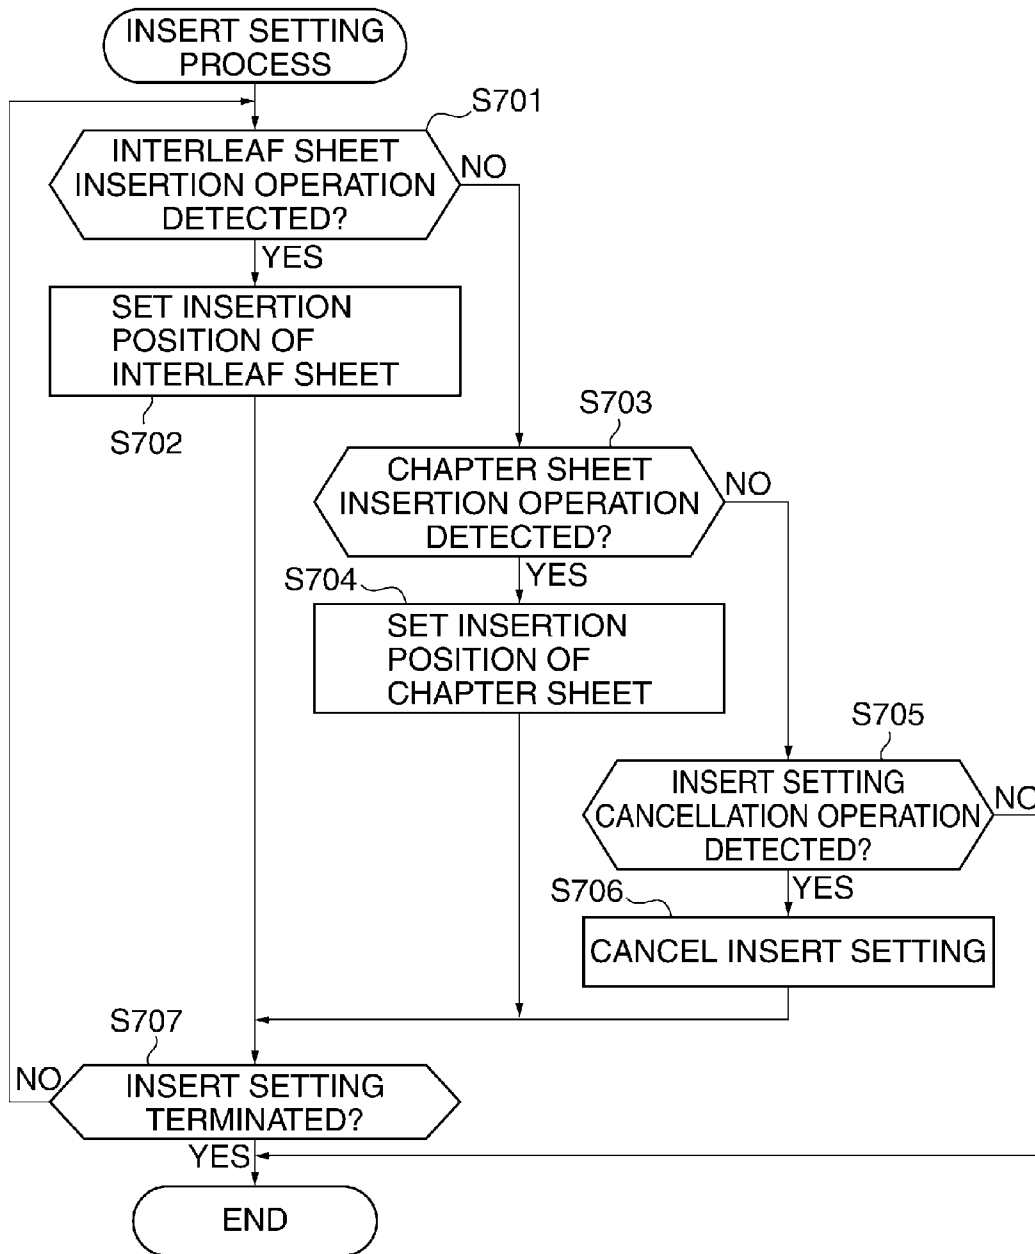 INSERT SETTING
PROCESS
S701
INTERLEAF SHEET
INSERTION OPERATION
DETECTED?
NO
YES
SET INSERTION
POSITION OF
INTERLEAF SHEET
S702
S703
CHAPTER SHEET
INSERTION OPERATION
DETECTED?
NO
YES
S704
SET INSERTION
POSITION OF
CHAPTER SHEET
S705
INSERT SETTING
CANCELLATION OPERATION
DETECTED?
NO
YES
S706
CANCEL INSERT SETTING
S707
INSERT SETTING
TERMINATED?
NO
YES
END